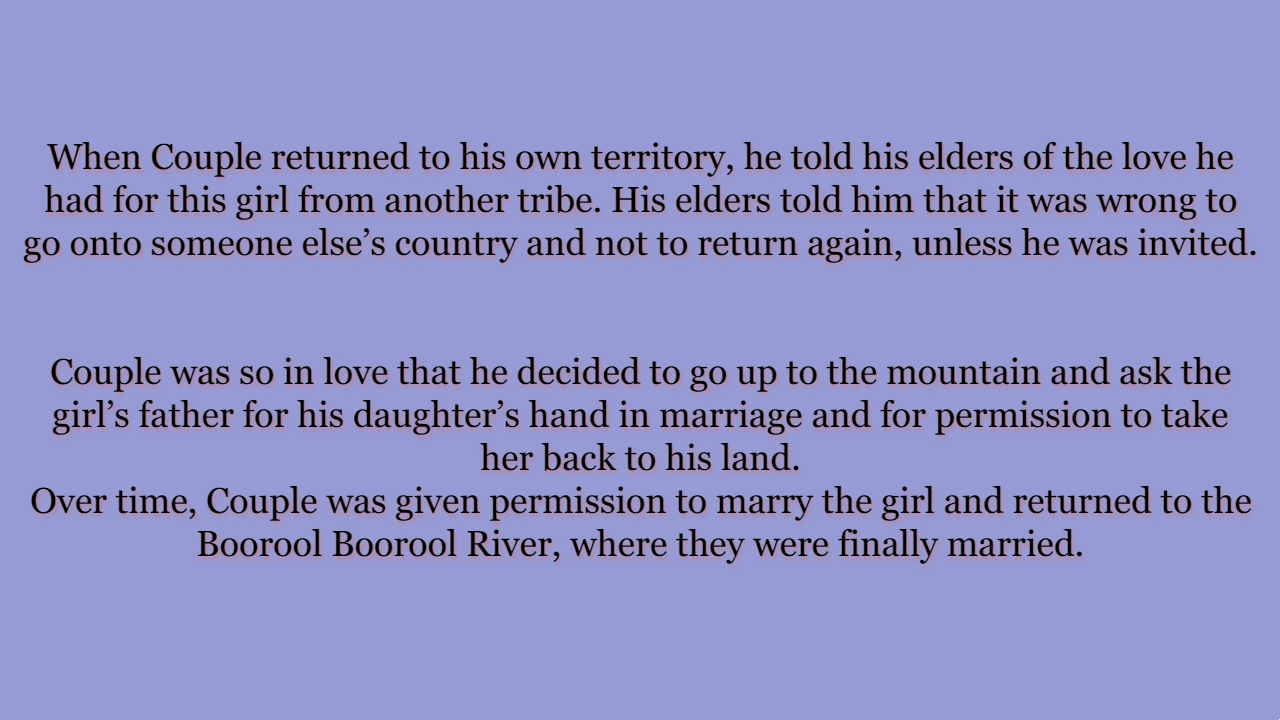 When Couple returned to his own territory, he told his elders of the love he
had for this girl from another tribe. His elders told him that it was wrong to
go onto someone else’s country and not to return again, unless he was invited.
Couple was so in love that he decided to go up to the mountain and ask the
girl’s father for his daughter’s hand in marriage and for permission to take
her back to his land.
Over time, Couple was given permission to marry the girl and returned to the
Boorool Boorool River, where they were finally married.